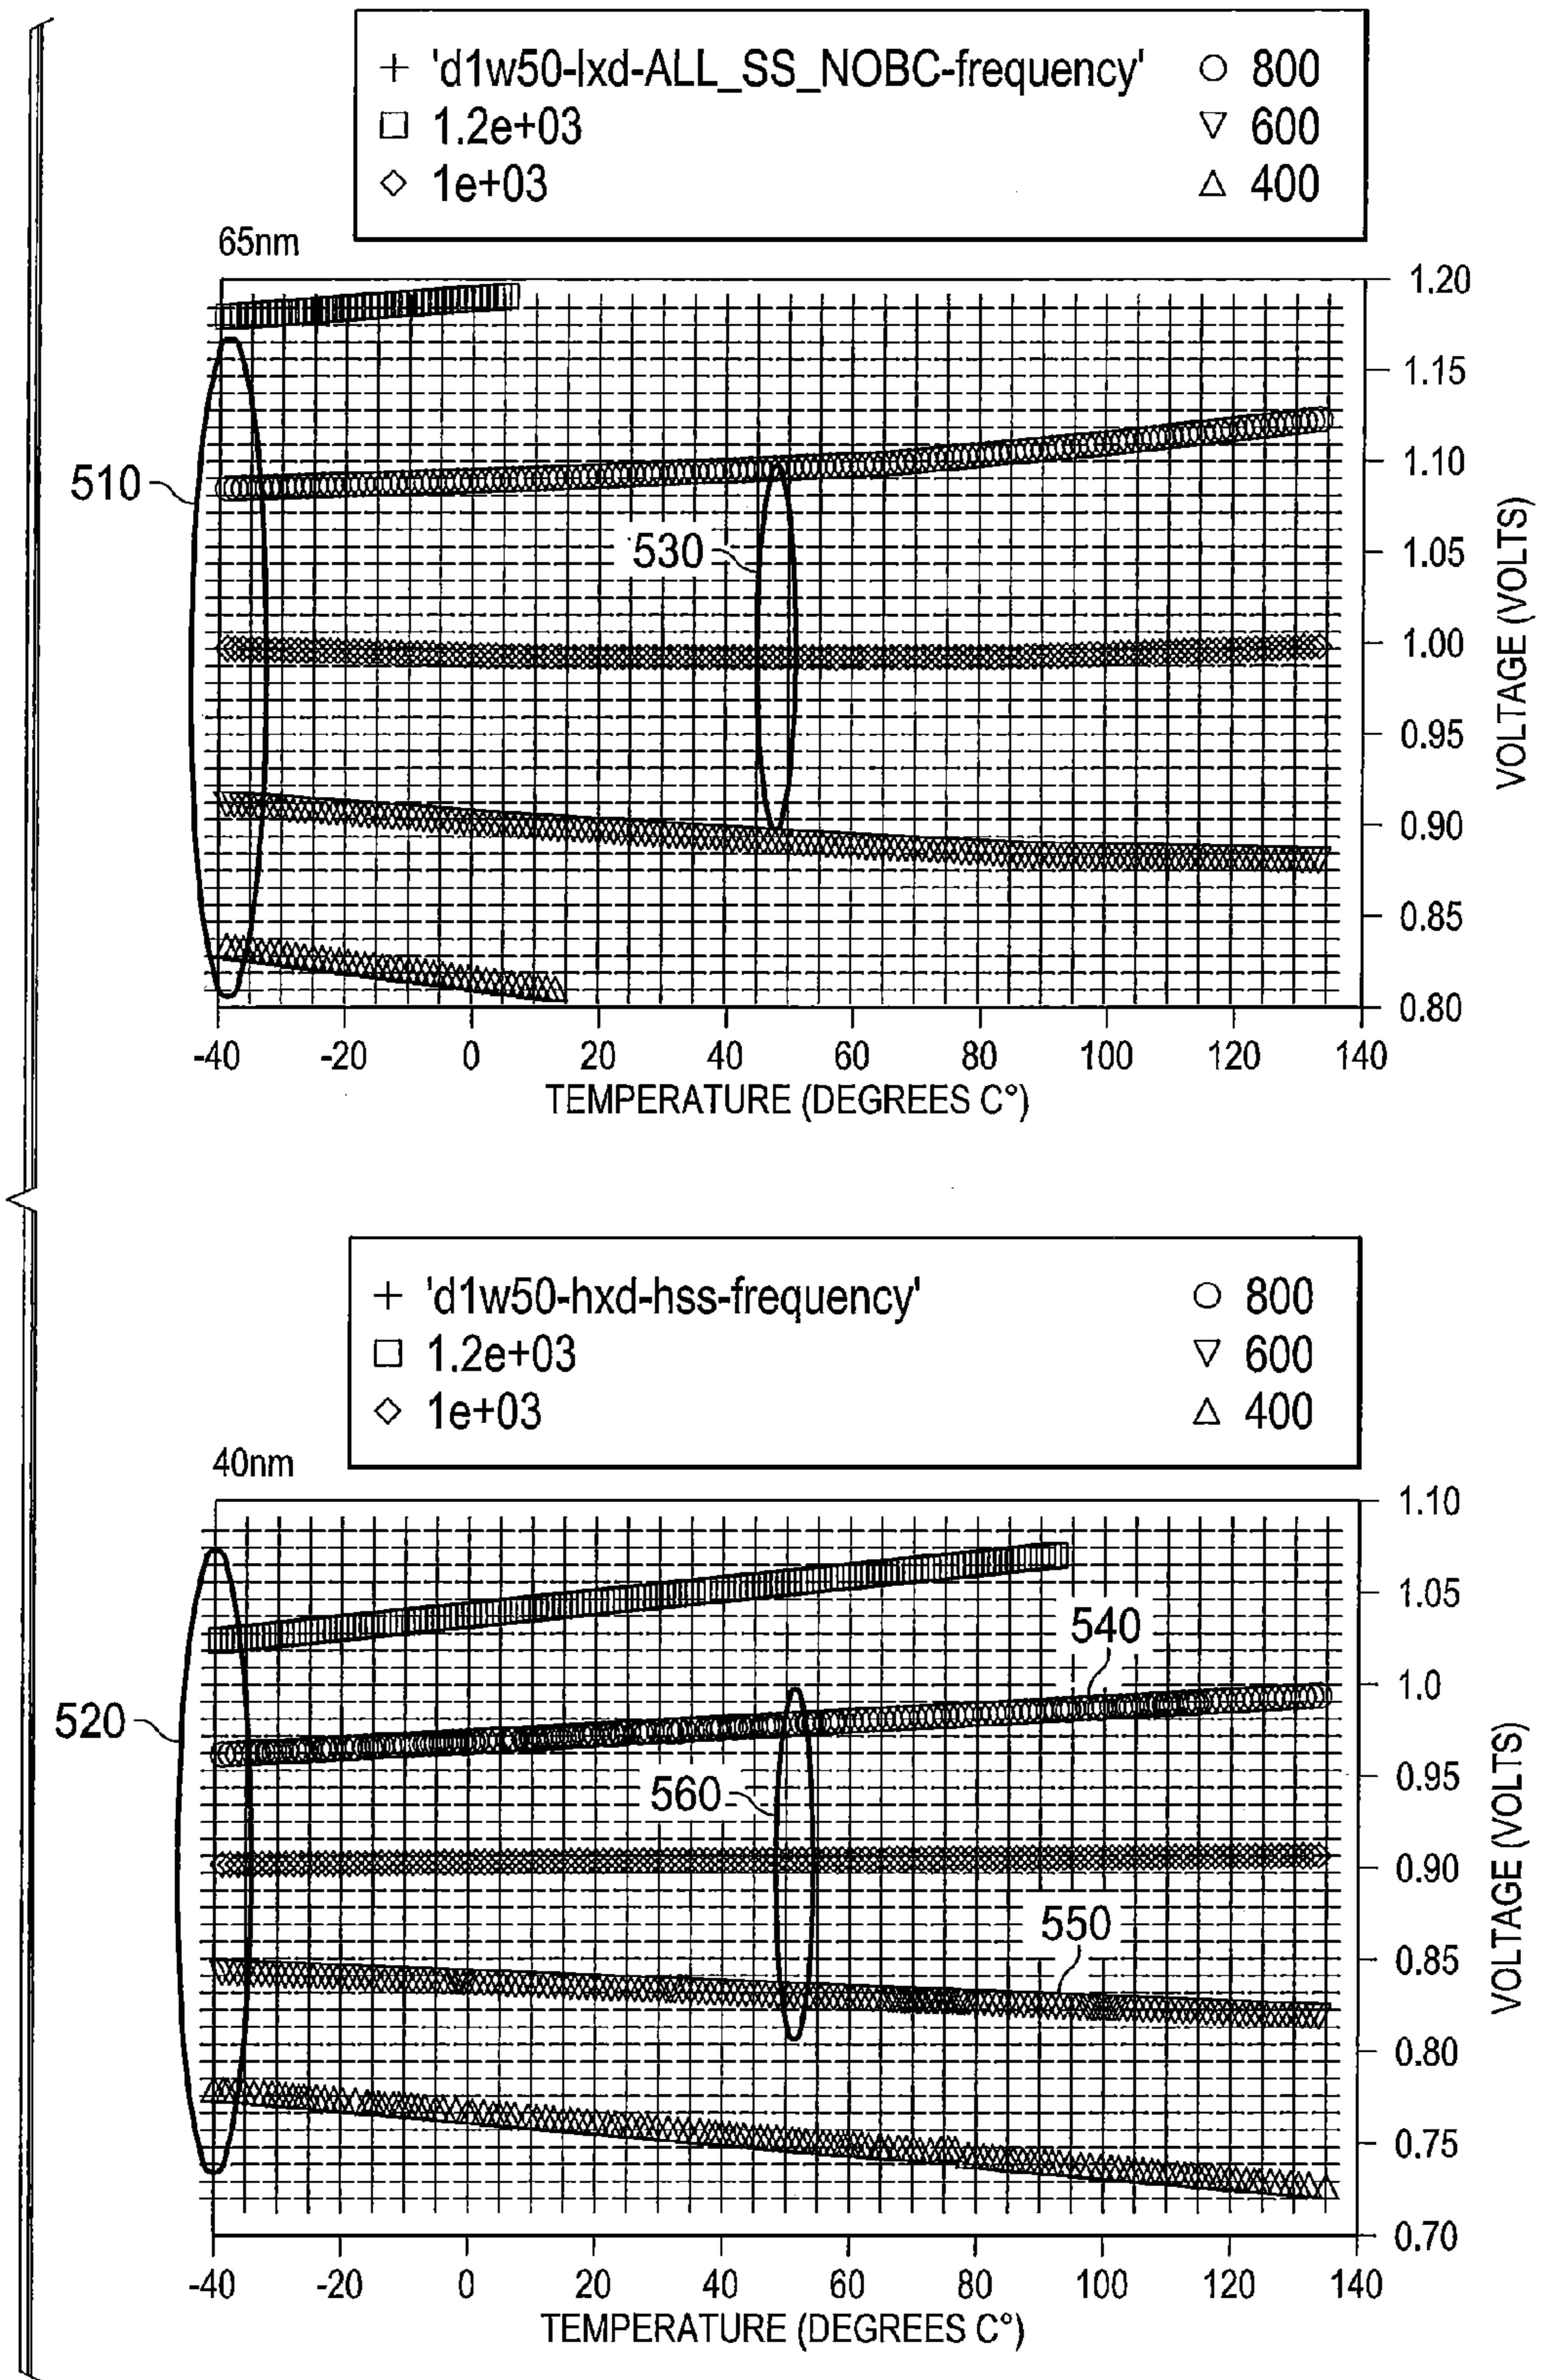 + 'd1w50-lxd-ALL_SS_NOBC-frequency' ○ 800
□ 1.2e+03 ▽ 600
◇ 1e+03 △ 400
65nm
1.20
1.15
1.10
1.05
1.00
0.95
0.90
0.85
0.80
VOLTAGE (VOLTS)
510
530
-40 -20 0 20 40 60 80 100 120 140
TEMPERATURE (DEGREES C°)
+ 'd1w50-hxd-hss-frequency' ○ 800
□ 1.2e+03 ▽ 600
◇ 1e+03 △ 400
40nm
1.10
1.05
1.0
0.95
0.90
0.85
0.80
0.75
0.70
VOLTAGE (VOLTS)
540
520
560
550
-40 -20 0 20 40 60 80 100 120 140
TEMPERATURE (DEGREES C°)